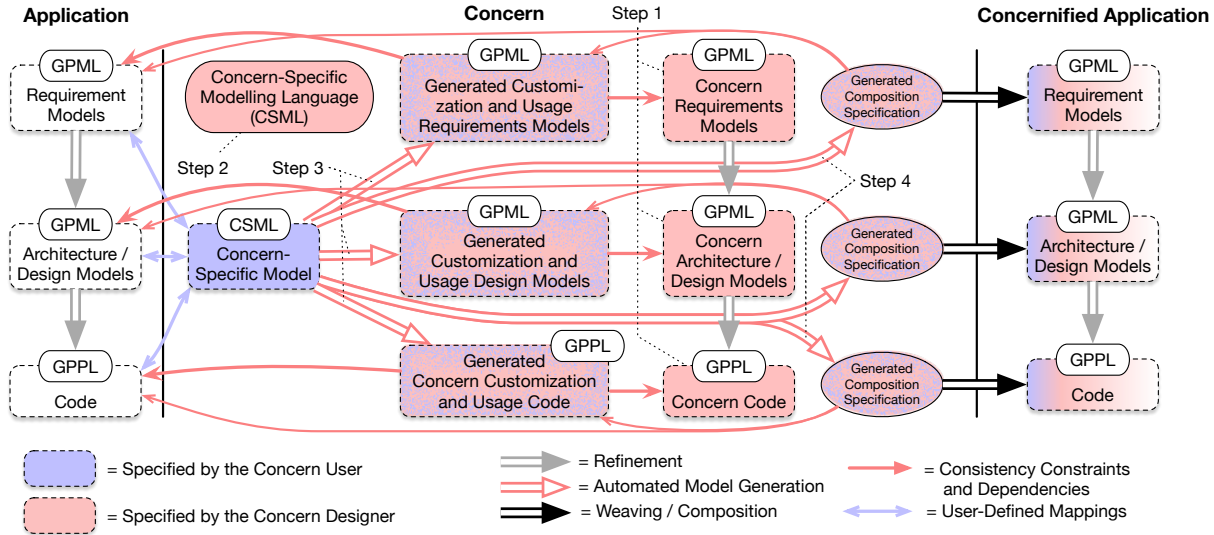 Application
Concern
Step 1
Concernified Application
GPML
Requirement
Models
Concern-Specific
Modelling Language
(CSML)
GPML
Generated Customi-
zation and Usage
Requirements Models
GPML
Concern
Requirements
Models
Generated
Composition
Specification
GPML
Requirement
Models
Step 2
Step 3
Step 4
GPML
Architecture /
Design Models
CSML
Concern-
Specific Model
GPML
Generated
Customization and
Usage Design Models
GPML
Concern
Architecture /
Design Models
Generated
Composition
Specification
GPML
Architecture /
Design Models
GPPL
Code
GPPL
Generated
Concern Customization
and Usage Code
GPPL
Concern Code
Generated
Composition
Specification
GPPL
Code
= Specified by the Concern User
= Specified by the Concern Designer
= Refinement
= Automated Model Generation
= Weaving / Composition
= Consistency Constraints
and Dependencies
= User-Defined Mappings